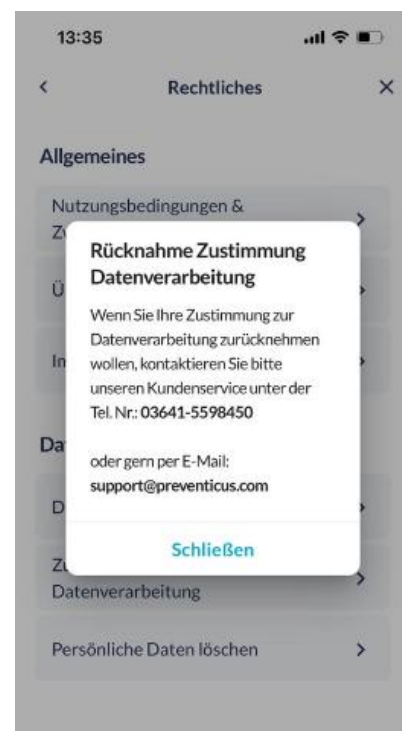 13:35
Rechtliches
Allgemeines
Nutzungsbedingungen &
Rücknahme Zustimmung
Datenverarbeitung
Wenn Sie Ihre Zustimmung zur
Datenverarbeitung zurücknehmen
wollen, kontaktieren Sie bitte
unseren Kundenservice unter der
Tel. Nr.: 03641-5598450
oder gern per E-Mail:
support@preventicus.com
Schließen
Datenverarbeitung
Persönliche Daten löschen